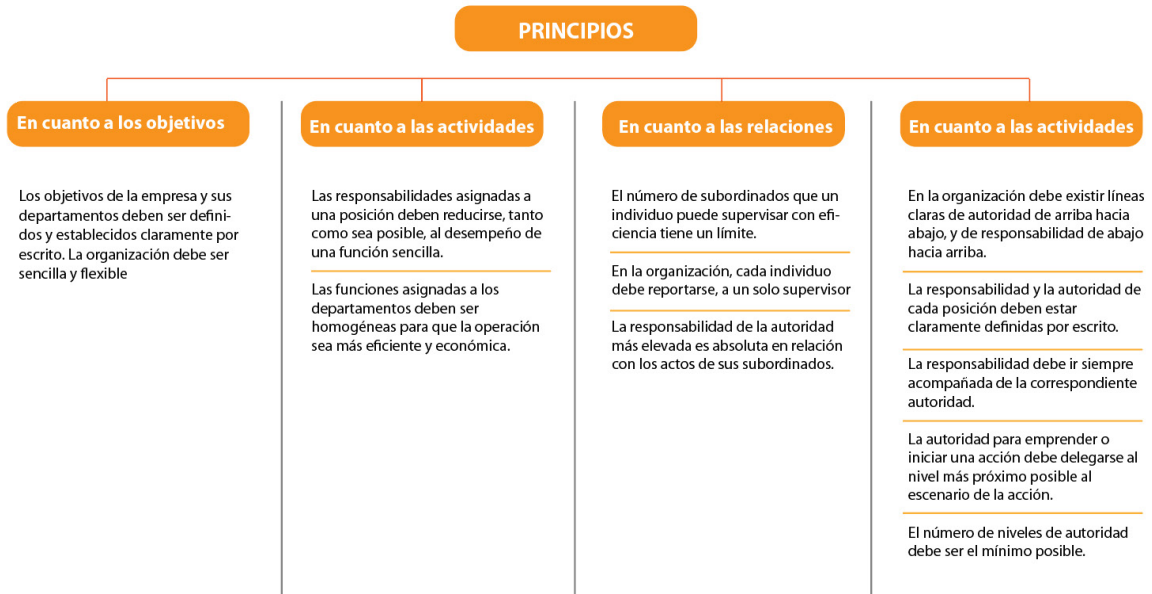 PRINCIPIOS
En cuanto a los objetivos
Los objetivos de la empresa y sus
departamentos deben ser defini-
dos y establecidos claramente por
escrito. La organización debe ser
sencilla y flexible
En cuanto a las actividades
Las responsabilidades asignadas a
una posición deben reducirse, tanto
como sea posible, al desempeño de
una función sencilla.
Las funciones asignadas a los
departamentos deben ser
homogéneas para que la operación
sea más eficiente y económica.
En cuanto a las relaciones
El número de subordinados que un
individuo puede supervisar con efi-
ciencia tiene un límite.
En la organización, cada individuo
debe reportarse, a un solo supervisor
La responsabilidad de la autoridad
más elevada es absoluta en relación
con los actos de sus subordinados.
En cuanto a las actividades
En la organización debe existir líneas
claras de autoridad de arriba hacia
abajo, y de responsabilidad de abajo
hacia arriba.
La responsabilidad y la autoridad de
cada posición deben estar
claramente definidas por escrito.
La responsabilidad debe ir siempre
acompañada de la correspondiente
autoridad.
La autoridad para emprender o
iniciar una acción debe delegarse al
nivel más próximo posible al
escenario de la acción.
El número de niveles de autoridad
debe ser el mínimo posible.